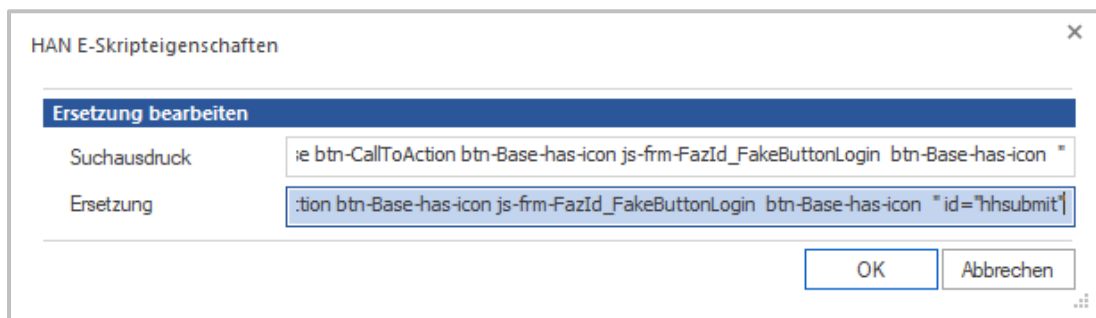 HAN E-Skripteigenschaften ×
Ersetzung bearbeiten
Suchausdruck se btn-CallToAction btn-Base-has-icon js-frm-FazId_FakeButtonLogin  btn-Base-has-icon  "
Ersetzung :tion btn-Base-has-icon js-frm-FazId_FakeButtonLogin  btn-Base-has-icon  " id="hhsubmit"
OK Abbrechen